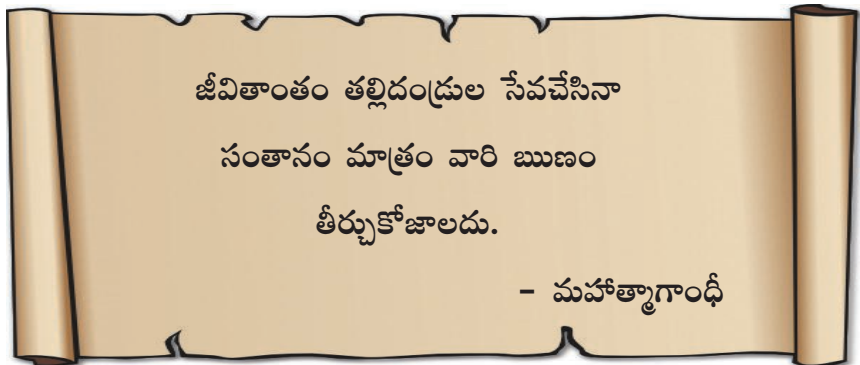 జీవితాంతం తల్లిదండ్రుల సేవచేసినా
సంతానం మాత్రం వారి ఋణం
తీర్చుకోజాలదు.
– మహాత్మాగాంధీ